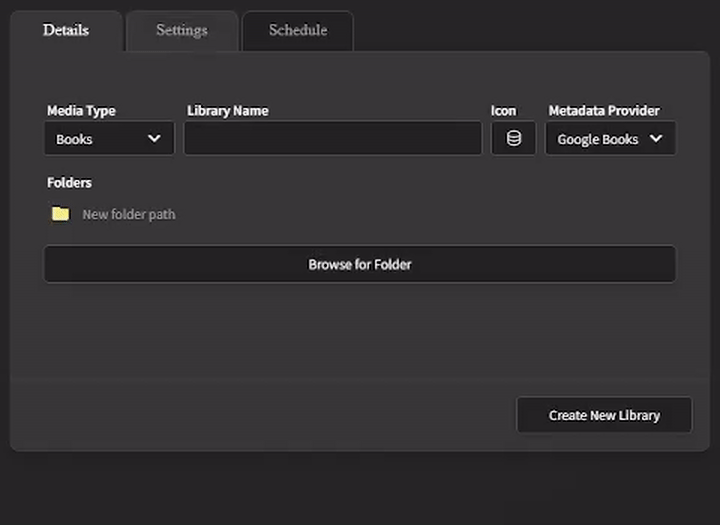 Details Settings Schedule
Media Type Library Name Icon Metadata Provider
Books Google Books
Folders
New folder path
Browse for Folder
Create New Library